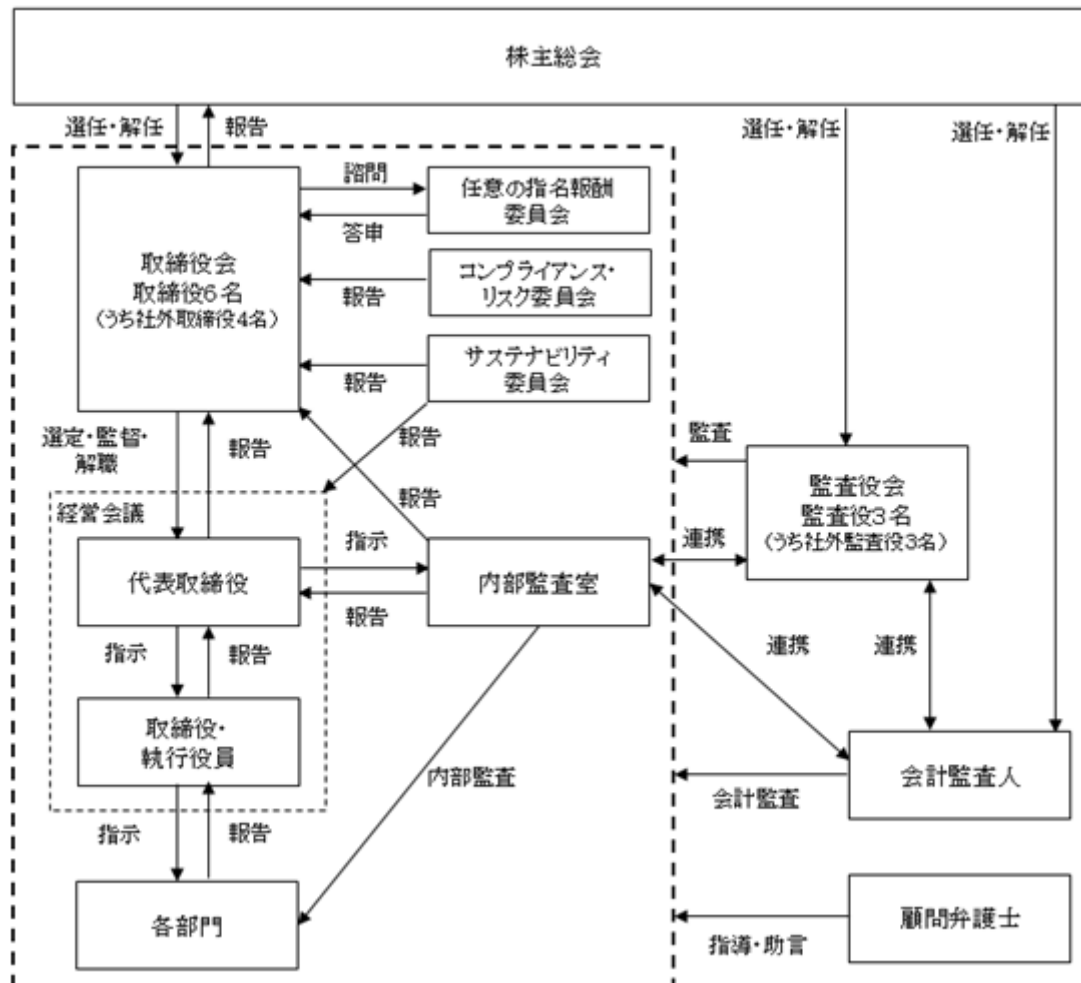 株主総会
選任・解任
報告
選任・解任
選任・解任
諮問
任意の指名報酬
委員会
答申
取締役会
取締役6名
(うち社外取締役4名)
コンプライアンス・
リスク委員会
報告
サステナビリティ
委員会
報告
選定・監督・
解職
報告
報告
監査
報告
監査役会
監査役3名
(うち社外監査役3名)
経営会議
指示
連携
代表取締役
内部監査室
報告
指示
報告
連携
連携
取締役・
執行役員
内部監査
会計監査人
会計監査
指示
報告
各部門
顧問弁護士
指導・助言